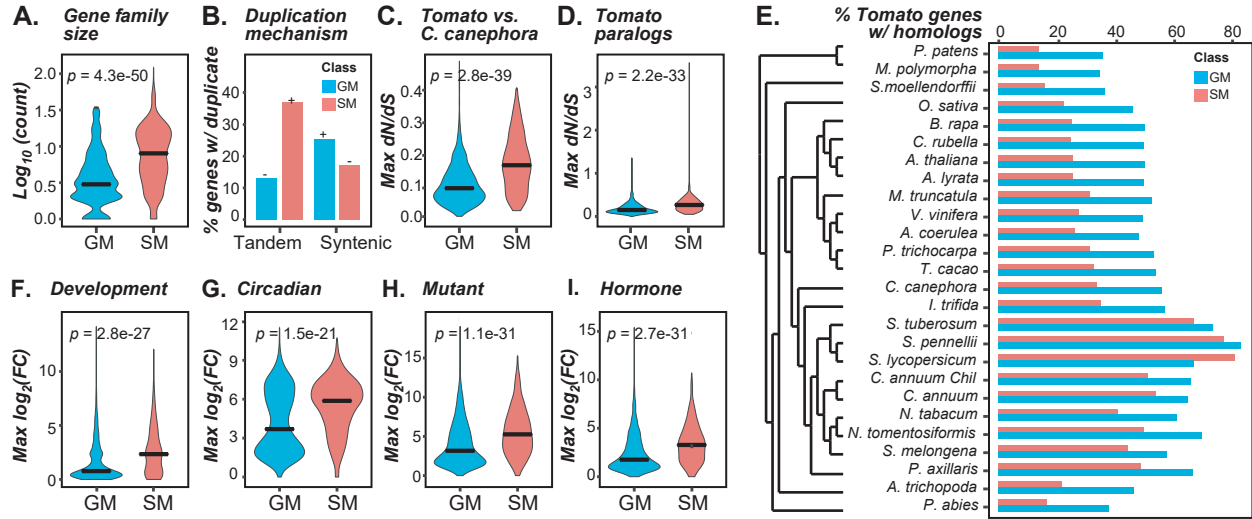 A. Gene family
size
p = 4.3e-50
Log10 (count)
2.0
1.5
1.0
0.5
0.0
GM SM
B. Duplication
mechanism
Class
GM
SM
% genes w/ duplicate
40
30
20
10
0
- + + -
Tandem Syntenic
C. Tomato vs.
C. canephora
p = 2.8e-39
Max dN/dS
0.4
0.3
0.2
0.1
0.0
GM SM
D. Tomato
paralogs
p = 2.2e-33
Max dN/dS
3
2
1
0
GM SM
E. % Tomato genes
w/ homologs
0 20 40 60 80
Class
GM
SM
P. patens
M. polymorpha
S.moellendorffii
O. sativa
B. rapa
C. rubella
A. thaliana
A. lyrata
M. truncatula
V. vinifera
A. coerulea
P. trichocarpa
T. cacao
C. canephora
I. trifida
S. tuberosum
S. pennellii
S. lycopersicum
C. annuum Chil
C. annuum
N. tabacum
N. tomentosiformis
S. melongena
P. axillaris
A. trichopoda
P. abies
F. Development
p = 2.8e-27
Max log2(FC)
10
5
0
GM SM
G. Circadian
p = 1.5e-21
Max log2(FC)
12
9
6
3
0
GM SM
H. Mutant
p = 1.1e-31
Max log2(FC)
15
10
5
0
GM SM
I. Hormone
p = 2.7e-31
Max log2(FC)
15
10
5
0
GM SM